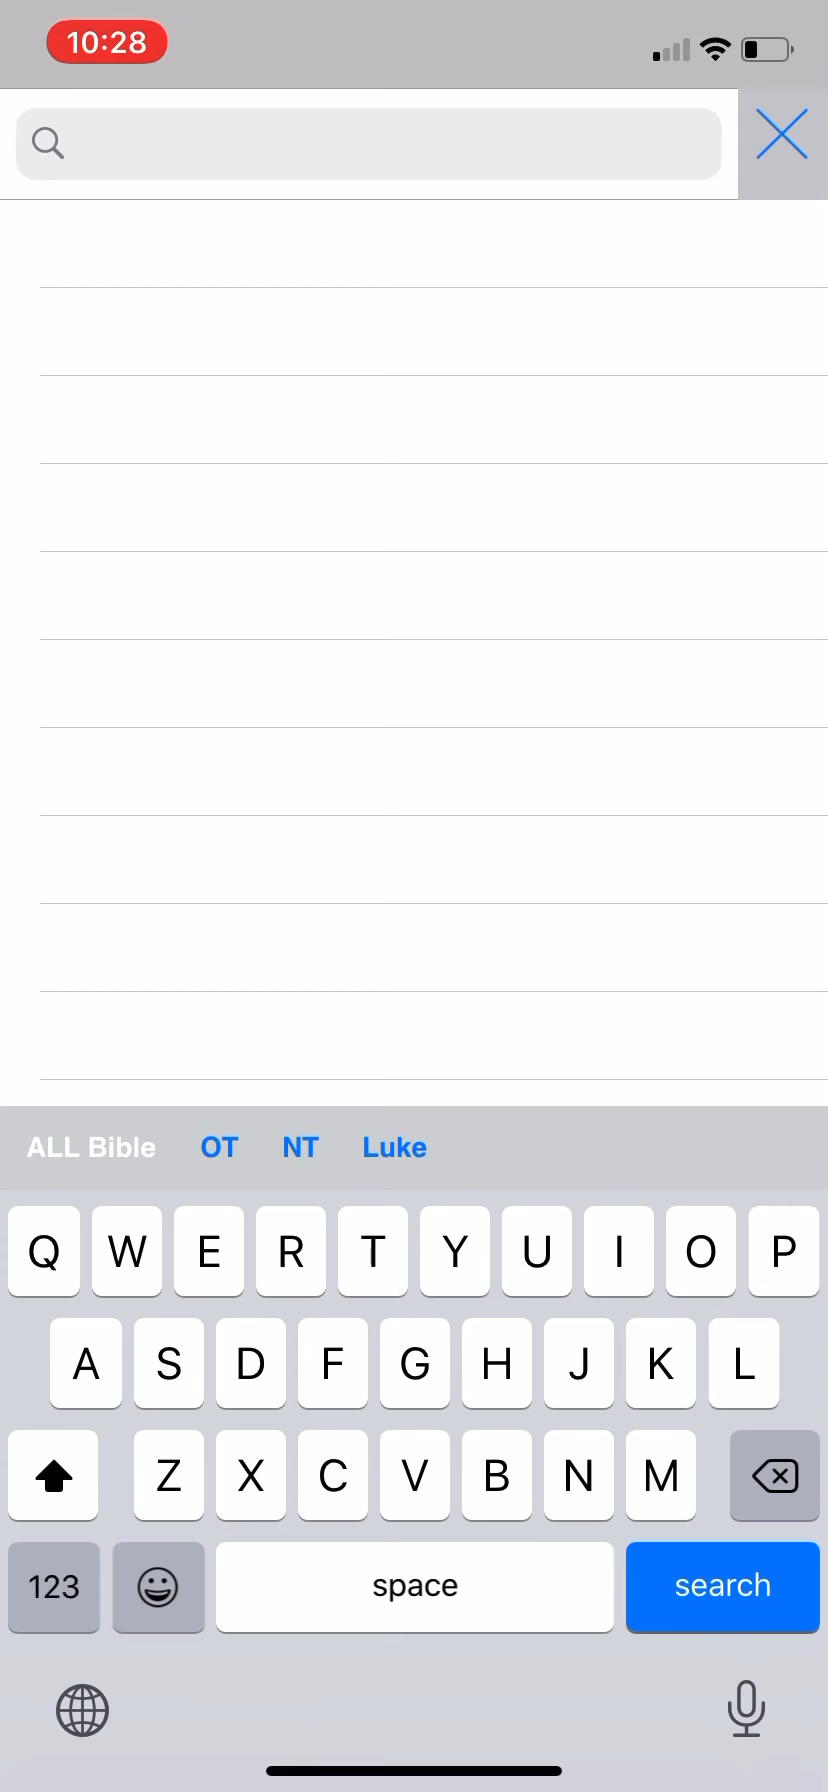 10:28
ALL Bible OT NT Luke
Q W E R T Y U I O P
A S D F G H J K L
Z X C V B N M
123 space search